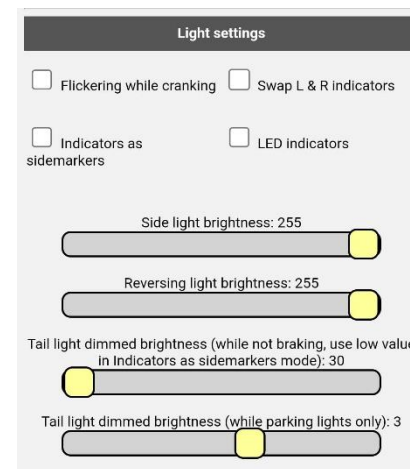 Light settings
Flickering while cranking Swap L & R indicators
Indicators as LED indicators
sidemarkers
Side light brightness: 255
Reversing light brightness: 255
Tail light dimmed brightness (while not braking, use low value
in Indicators as sidemarkers mode): 30
Tail light dimmed brightness (while parking lights only): 3